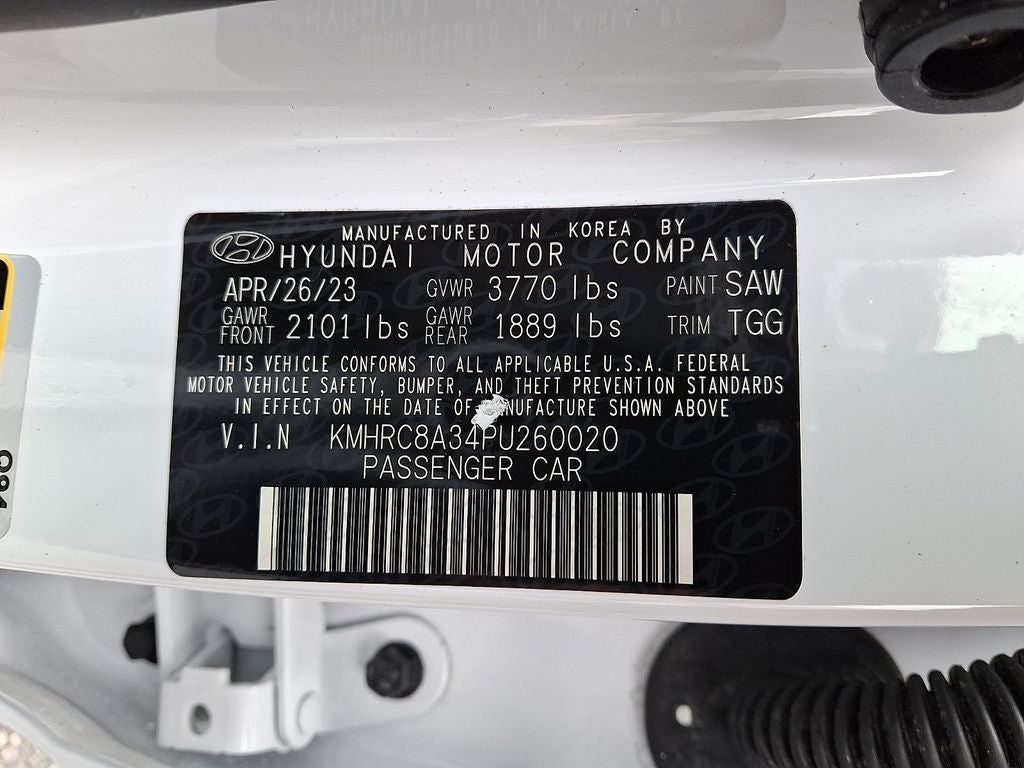 MANUFACTURED IN KOREA BY
HYUNDAI MOTOR COMPANY
APR/26/23 GVWR 3770 lbs PAINT SAW
GAWR FRONT 2101 lbs GAWR REAR 1889 lbs TRIM TGG
THIS VEHICLE CONFORMS TO ALL APPLICABLE U.S.A. FEDERAL
MOTOR VEHICLE SAFETY, BUMPER, AND THEFT PREVENTION STANDARDS
IN EFFECT ON THE DATE OF MANUFACTURE SHOWN ABOVE
V.I.N KMHRC8A34PU260020
PASSENGER CAR